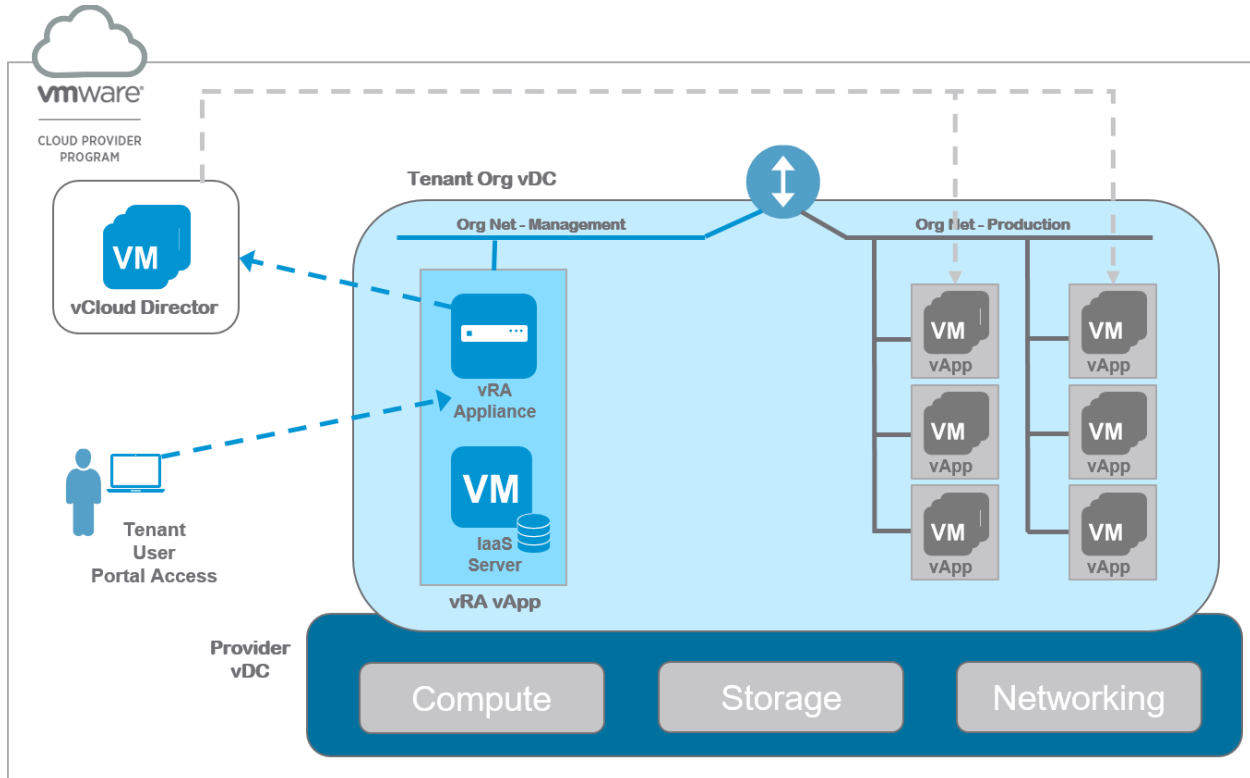 vmware®
CLOUD PROVIDER
PROGRAM
VM
vCloud Director
Tenant
User
Portal Access
Tenant Org vDC
Org Net - Management
Org Net - Production
vRA
Appliance
VM
IaaS
Server
vRA vApp
VM
vApp
VM
vApp
VM
vApp
VM
vApp
VM
vApp
VM
vApp
Provider
vDC
Compute
Storage
Networking